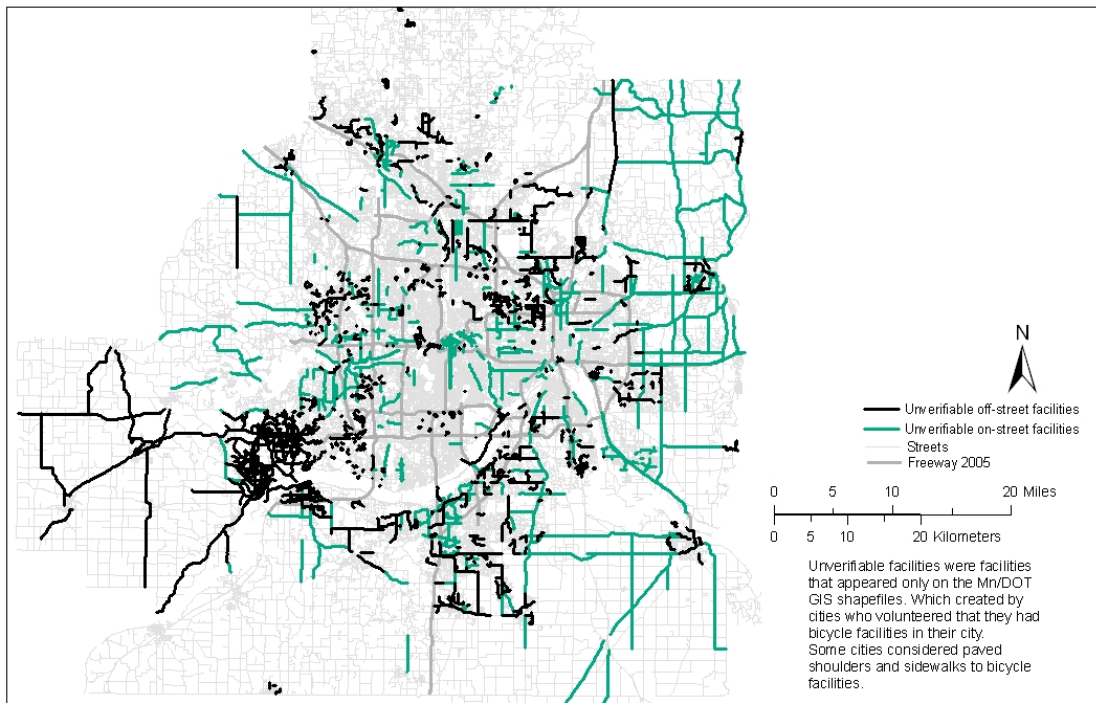 N
Unverifiable off-street facilities
Unverifiable on-street facilities
Streets
Freeway 2005
0 5 10 20 Miles
0 5 10 20 Kilometers
Unverifiable facilities were facilities
that appeared only on the Mn/DOT
GIS shapefiles. Which created by
cities who volunteered that they had
bicycle facilities in their city.
Some cities considered paved
shoulders and sidewalks to bicycle
facilities.